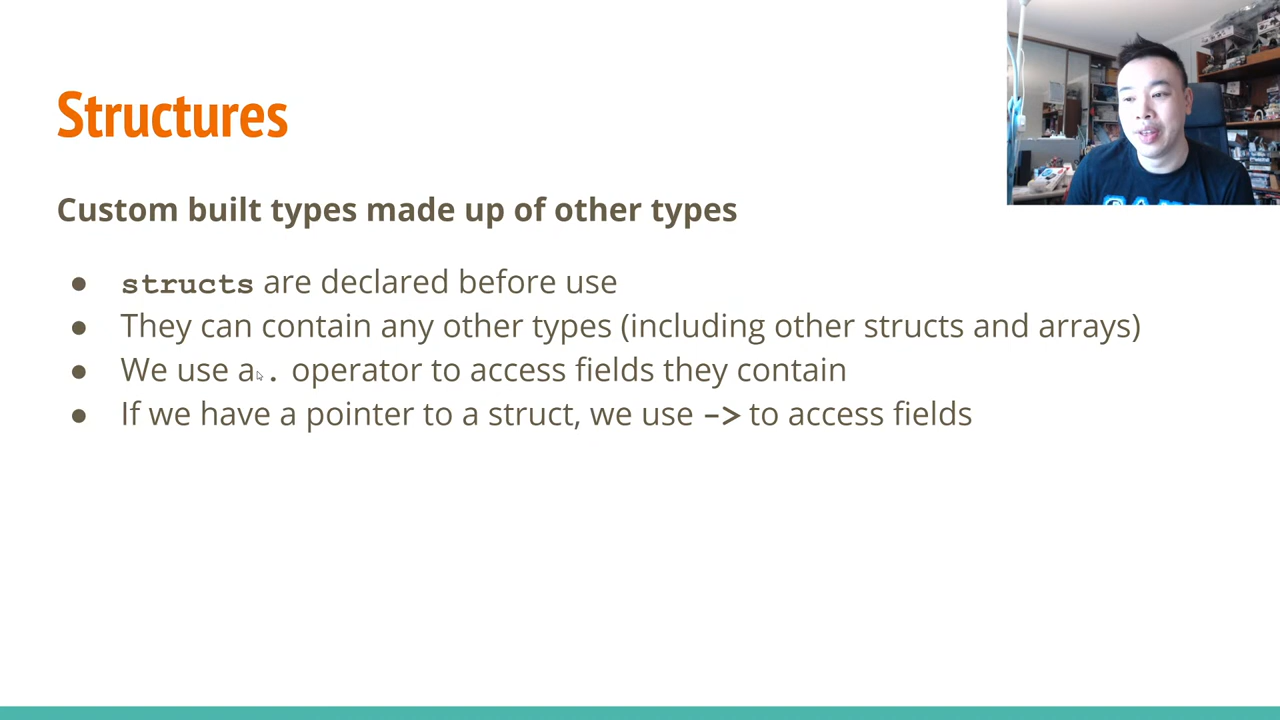 Structures
Custom built types made up of other types
● structs are declared before use
● They can contain any other types (including other structs and arrays)
● We use a . operator to access fields they contain
● If we have a pointer to a struct, we use -> to access fields